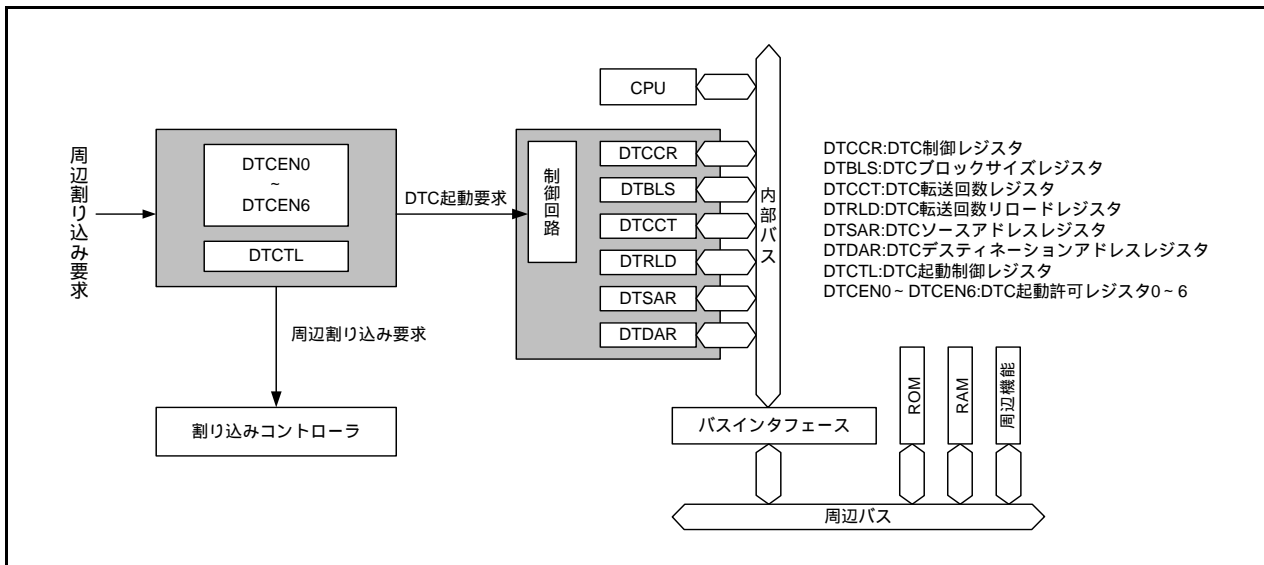 CPU
周辺割り込み要求
DTCEN0
~
DTCEN6
DTCTL
DTC起動要求
制御回路
DTCCR
DTBLS
DTCCT
DTRLD
DTSAR
DTDAR
内部バス
DTCCR:DTC制御レジスタ
DTBLS:DTCブロックサイズレジスタ
DTCCT:DTC転送回数レジスタ
DTRLD:DTC転送回数リロードレジスタ
DTSAR:DTCソースアドレスレジスタ
DTDAR:DTCデスティネーションアドレスレジスタ
DTCTL:DTC起動制御レジスタ
DTCEN0~DTCEN6:DTC起動許可レジスタ0~6
周辺割り込み要求
割り込みコントローラ
バスインタフェース
ROM
RAM
周辺機能
周辺バス